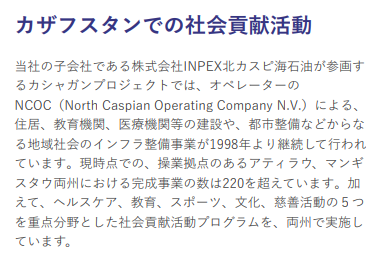 カザフスタンでの社会貢献活動
当社の子会社である株式会社INPEX北カスピ海石油が参画す
るカシャガンプロジェクトでは、オペレーターの
NCOC（North Caspian Operating Company N.V.）による、
住居、教育機関、医療機関等の建設や、都市整備などからな
る地域社会のインフラ整備事業が1998年より継続して行われ
ています。現時点での、操業拠点のあるアティラウ、マンギ
スタウ両州における完成事業の数は220を超えています。加
えて、ヘルスケア、教育、スポーツ、文化、慈善活動の５つ
を重点分野とした社会貢献活動プログラムを、両州で実施し
ています。